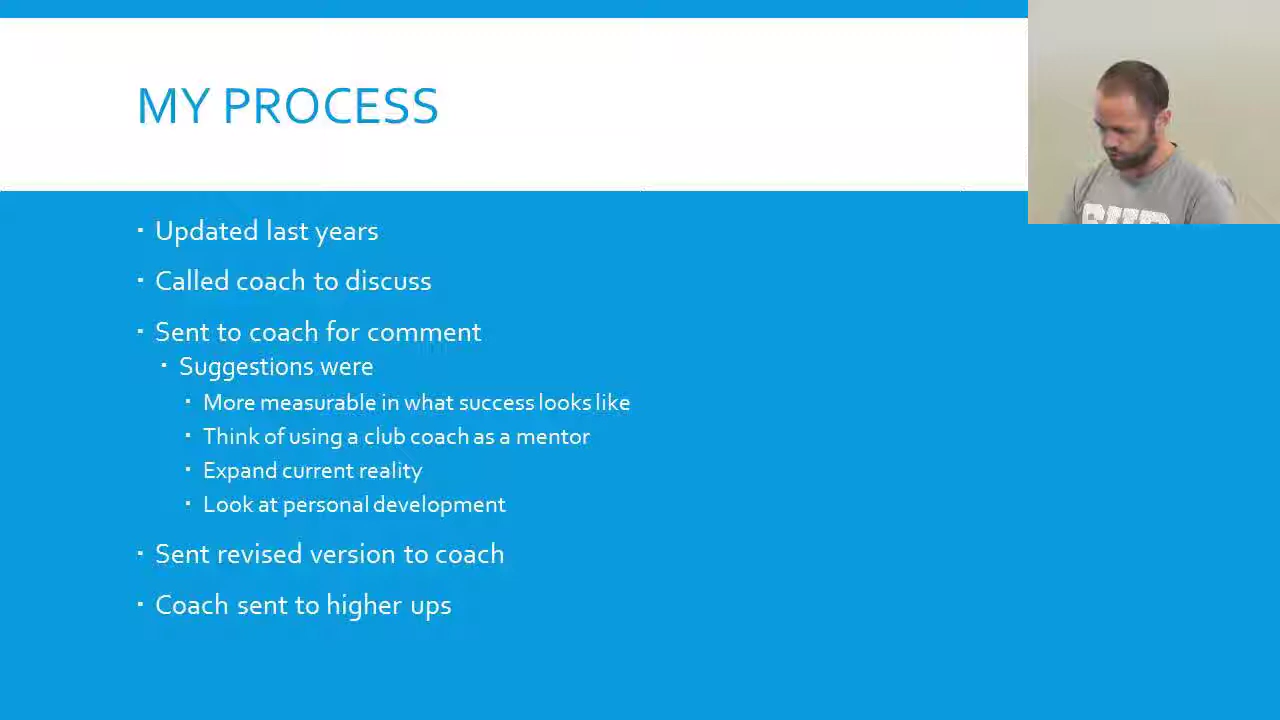 MY PROCESS
Updated last years
Called coach to discuss
Sent to coach for comment
Suggestions were
More measurable in what success looks like
Think of using a club coach as a mentor
Expand current reality
Look at personal development
Sent revised version to coach
Coach sent to higher ups